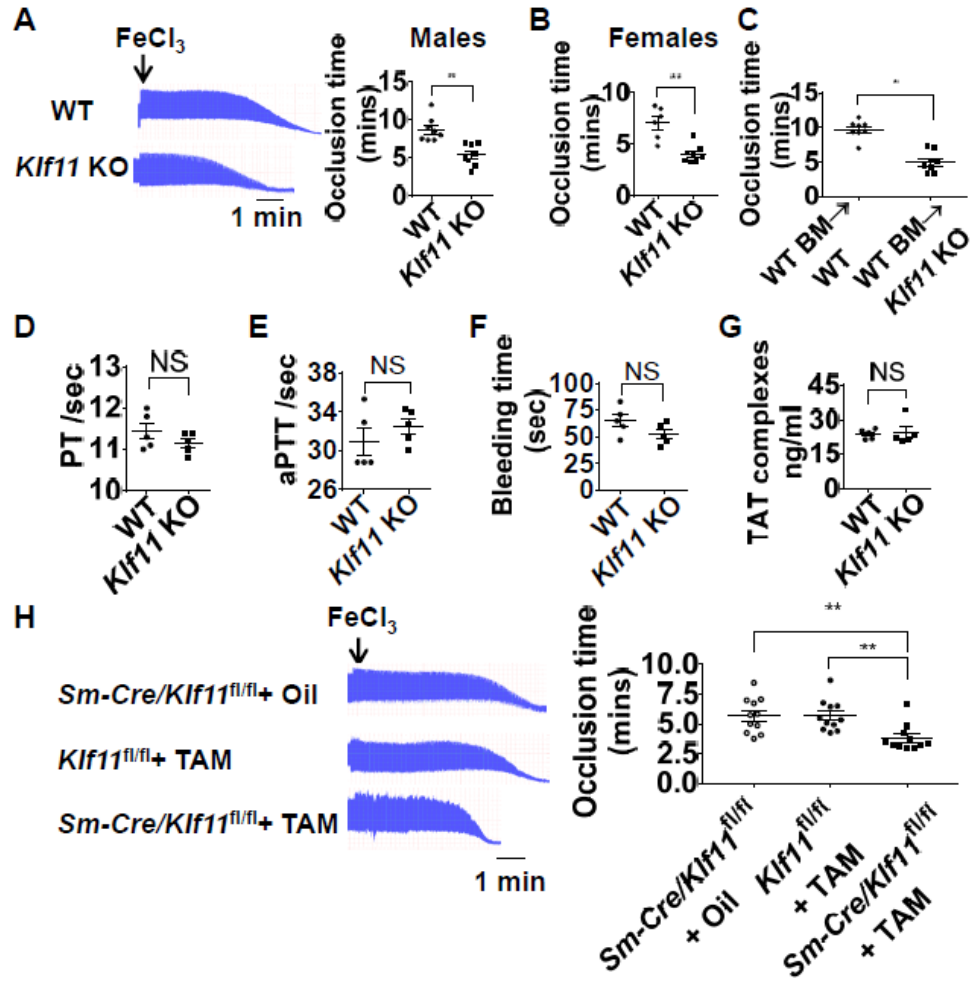 A
FeCl3
WT
Klf11 KO
1 min
Males
Occlusion time
(mins)
15
10
5
0
**
WT
Klf11 KO
B
Females
Occlusion time
(mins)
10
5
0
**
WT
Klf11 KO
C
Occlusion time
(mins)
15
10
5
0
*
WT BM→
WT
WT BM→
Klf11 KO
D
PT /sec
13
12
11
10
NS
WT
Klf11 KO
E
aPTT /sec
38
34
30
26
NS
WT
Klf11 KO
F
Bleeding time
(sec)
100
75
50
25
0
NS
WT
Klf11 KO
G
TAT complexes
ng/ml
45
30
15
0
NS
WT
Klf11 KO
H
FeCl3
Sm-Cre/Klf11fl/fl+ Oil
Klf11fl/fl+ TAM
Sm-Cre/Klf11fl/fl+ TAM
1 min
Occlusion time
(mins)
10.0
7.5
5.0
2.5
0.0
**
**
Sm-Cre/Klf11fl/fl
+ Oil
Klf11fl/fl
+ TAM
Sm-Cre/Klf11fl/fl
+ TAM